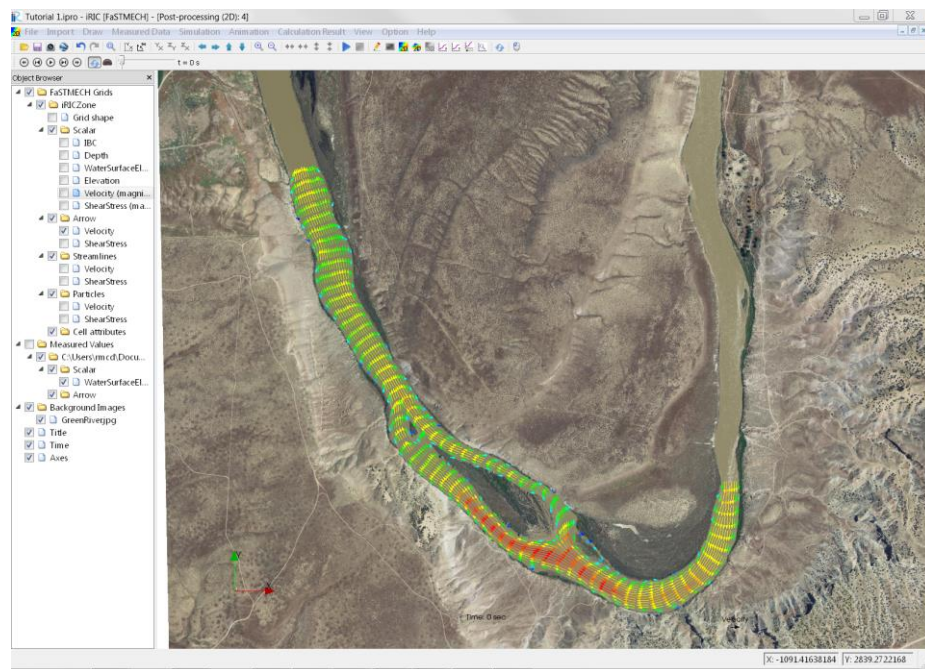 Tutorial 1.ipro - iRIC [FaSTMECH] - [Post-processing (2D): 4]
File Import Draw Measured Data Simulation Animation Calculation Result View Option Help
t = 0 s
Object Browser
FaSTMECH Grids
iRICZone
Grid shape
Scalar
IBC
Depth
WaterSurfaceEl...
Elevation
Velocity (magni...
ShearStress (ma...
Arrow
Velocity
ShearStress
Streamlines
Velocity
ShearStress
Particles
Velocity
ShearStress
Cell attributes
Measured Values
C:\Users\rmcd\Docu...
Scalar
WaterSurfaceEl...
Arrow
Background Images
GreenRiver.jpg
Title
Time
Axes
Time: 0 sec
Velocity
X: -1091.41638184 Y: 2839.2722168